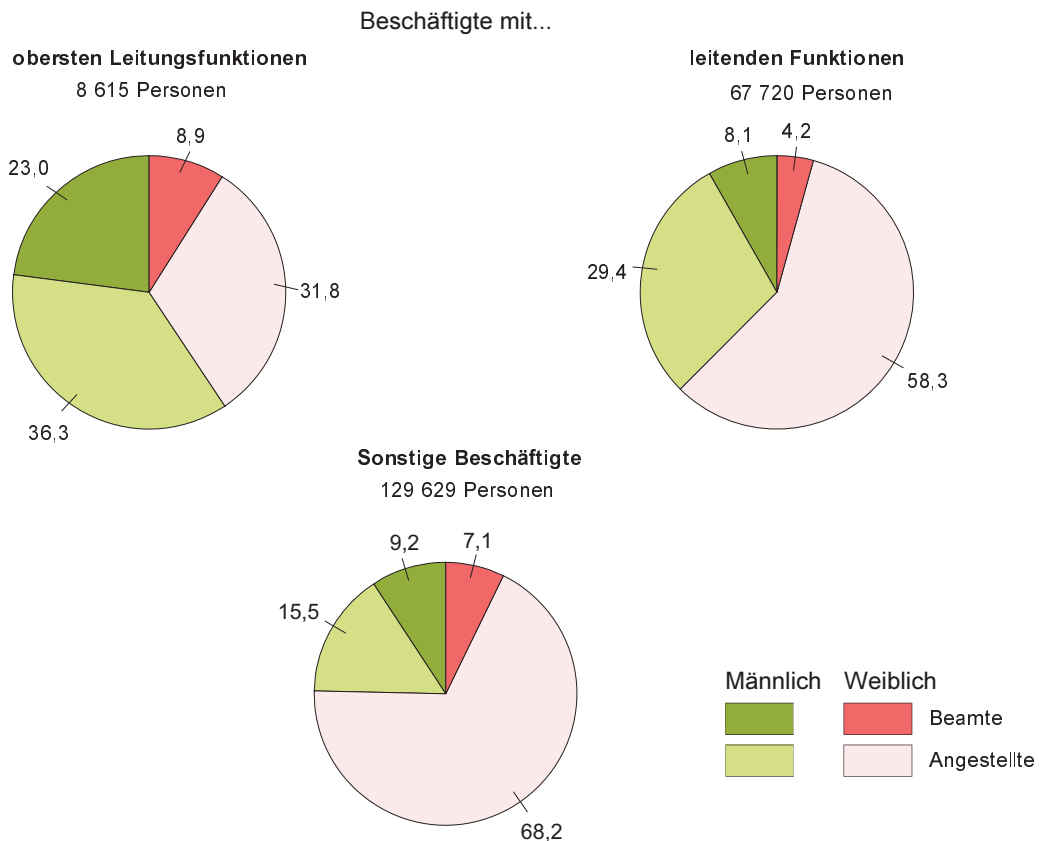 Beschäftigte mit...
obersten Leitungsfunktionen
8 615 Personen
8,9
23,0
31,8
36,3
leitenden Funktionen
67 720 Personen
8,1
4,2
29,4
58,3
Sonstige Beschäftigte
129 629 Personen
9,2
7,1
15,5
68,2
Männlich Weiblich
Beamte
Angestellte